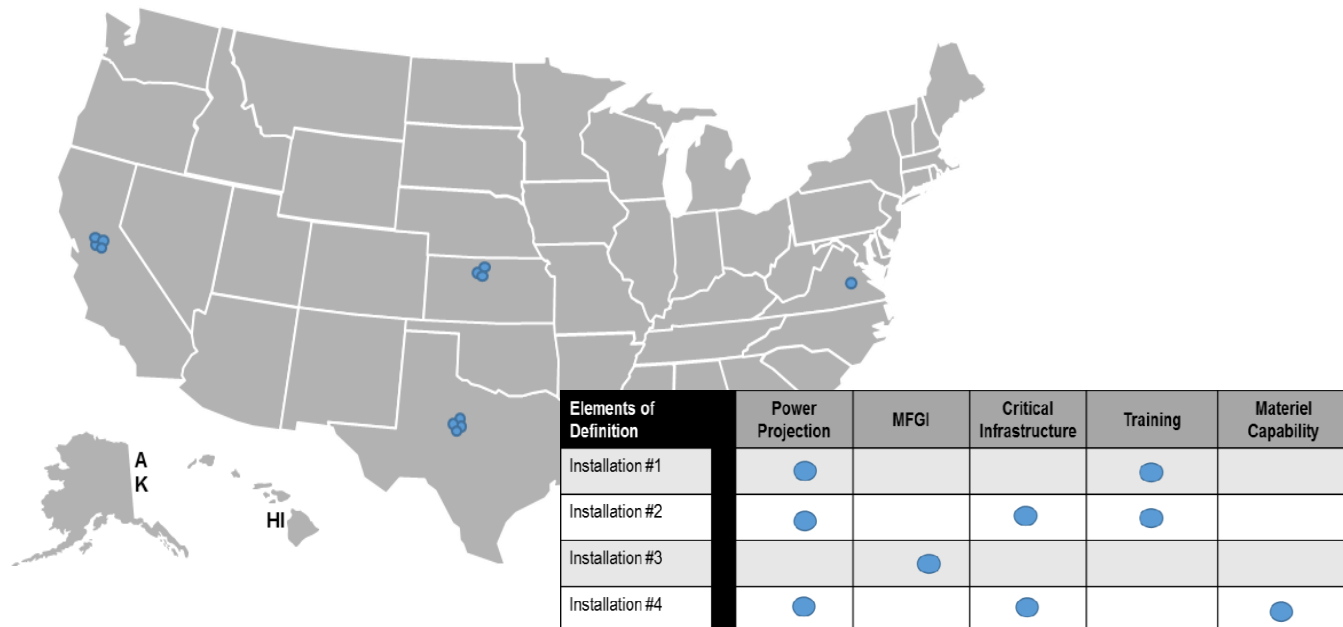 A
K
HI
Elements of Definition Power Projection MFGI Critical Infrastructure Training Materiel Capability
Installation #1
Installation #2
Installation #3
Installation #4